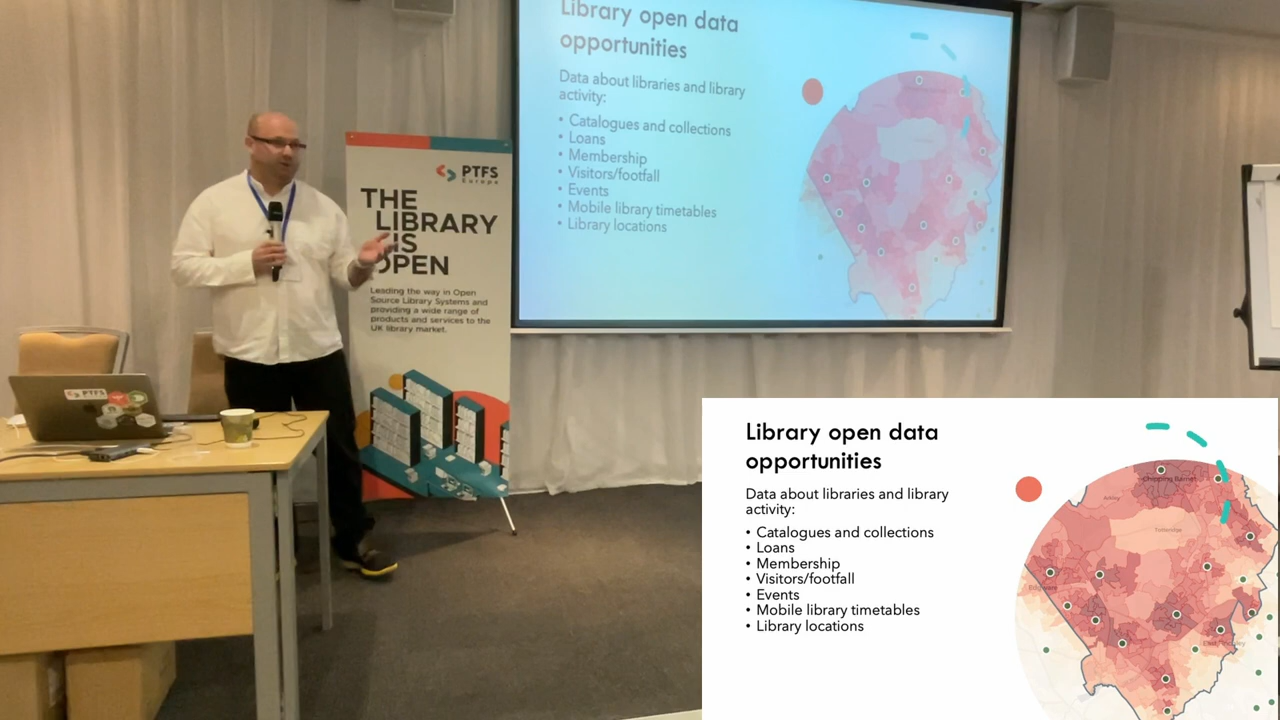 Library open data
opportunities
Data about libraries and library
activity:
• Catalogues and collections
• Loans
• Membership
• Visitors/footfall
• Events
• Mobile library timetables
• Library locations
PTFS
Europe
THE
LIBRARY
IS
OPEN
Leading the way in Open
Source Library Systems and
providing a wide range of
products and services to the
UK library market.
PTFS
Library open data
opportunities
Data about libraries and library
activity:
• Catalogues and collections
• Loans
• Membership
• Visitors/footfall
• Events
• Mobile library timetables
• Library locations
Arkley
Chipping Barnet
Totteridge
Edgware